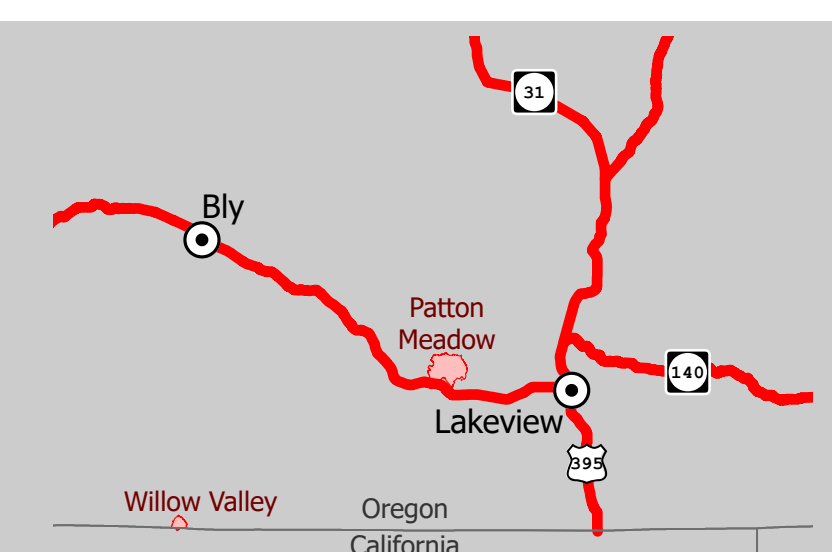 31
Bly
Patton
Meadow
140
Lakeview
395
Willow Valley
Oregon
California